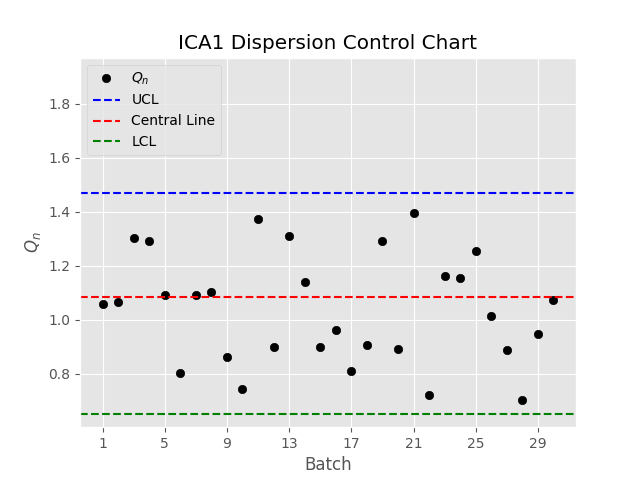 ICA1 Dispersion Control Chart
Qn
UCL
Central Line
LCL
1.8
1.6
1.4
1.2
1.0
0.8
Qn
1 5 9 13 17 21 25 29
Batch